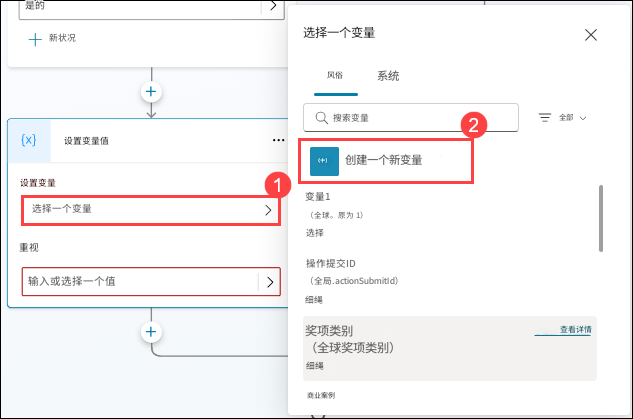 是的
新状况
设置变量值
设置变量
1
选择一个变量
重视
输入或选择一个值
选择一个变量
风俗
系统
搜索变量
全部
2
创建一个新变量
变量1
（全球。原为 1）
选择
操作提交ID
（全局.actionSubmitId）
细绳
奖项类别
查看详情
（全球奖项类别）
细绳
商业案例